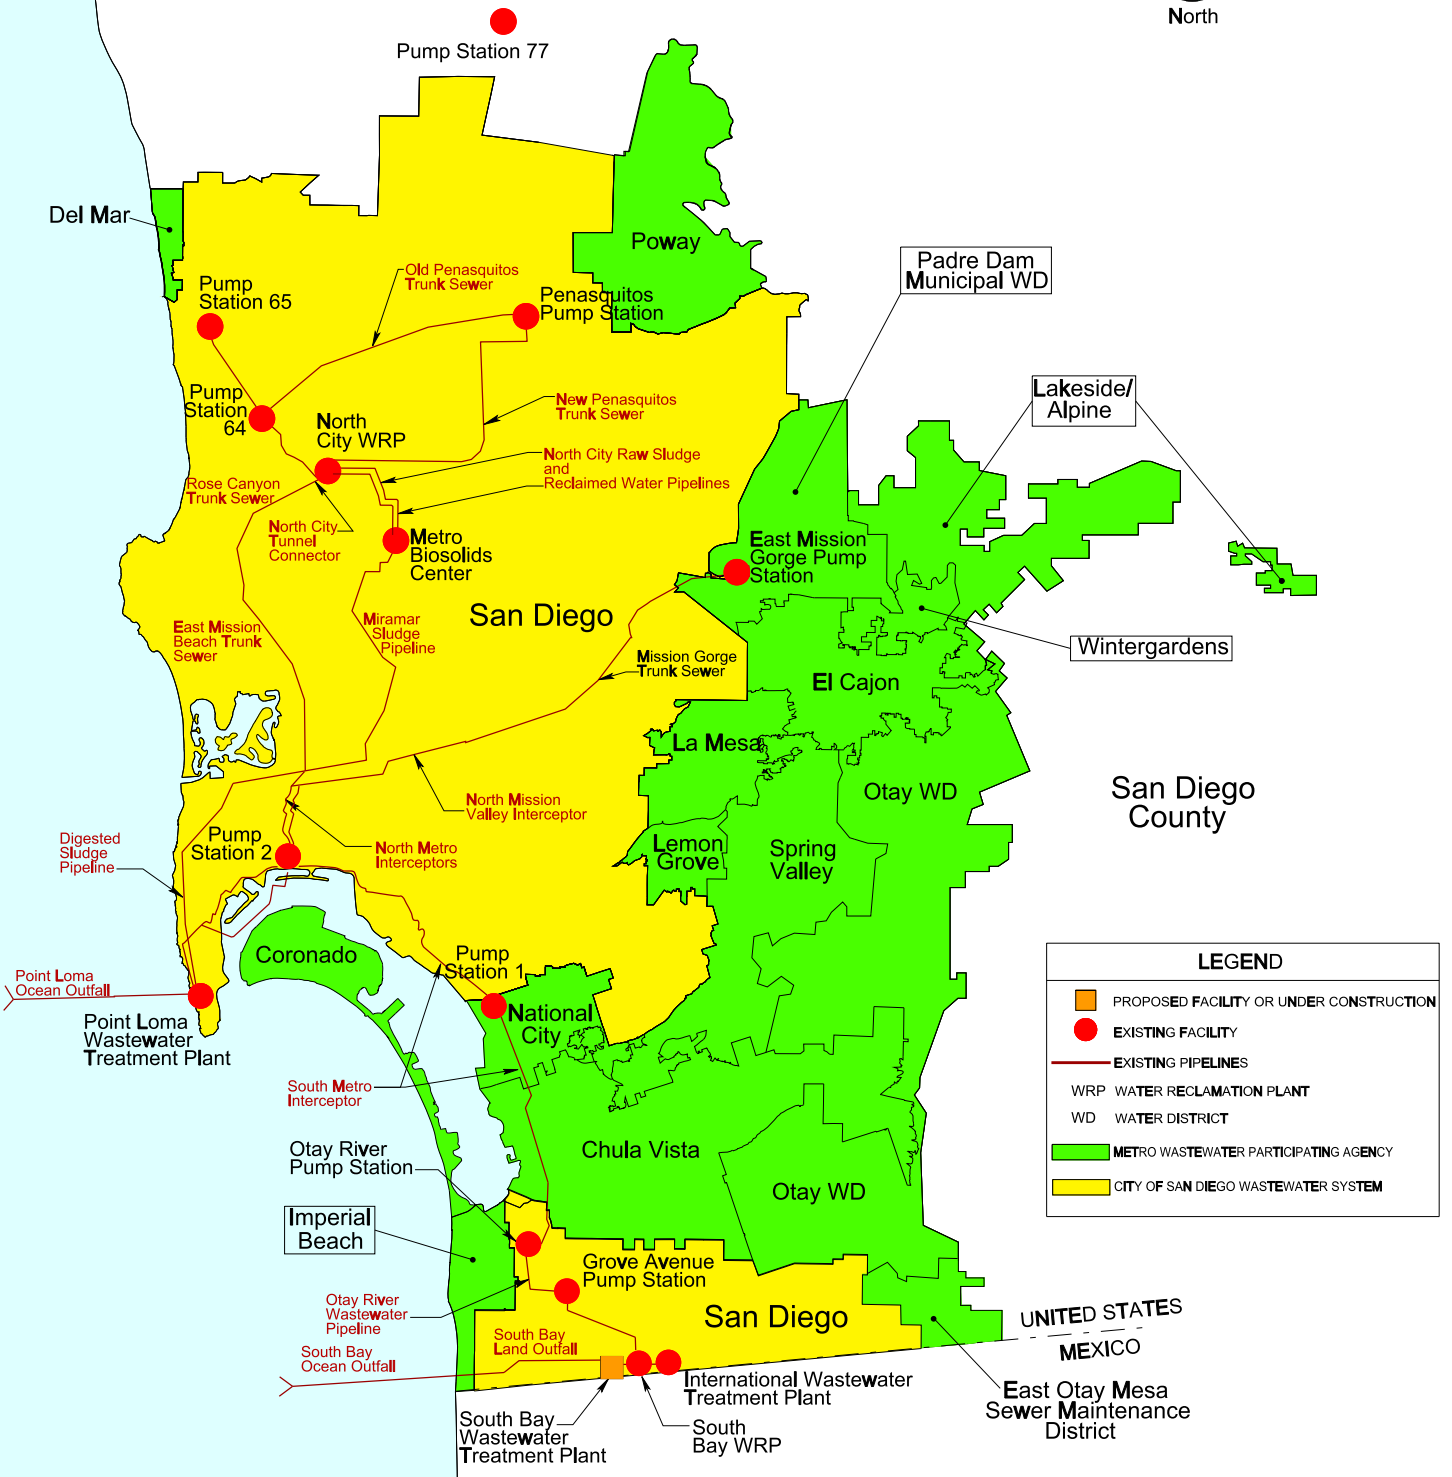 North
Pump Station 77
Del Mar
Poway
Padre Dam
Municipal WD
Pump
Station 65
Old Penasquitos
Trunk Sewer
Penasquitos
Pump Station
Lakeside/
Alpine
Pump
Station
64
North
City WRP
New Penasquitos
Trunk Sewer
North City Raw Sludge
and
Reclaimed Water Pipelines
Rose Canyon
Trunk Sewer
North City
Tunnel
Connector
Metro
Biosolids
Center
East Mission
Gorge Pump
Station
San Diego
East Mission
Beach Trunk
Sewer
Miramar
Sludge
Pipeline
Mission Gorge
Trunk Sewer
Wintergardens
El Cajon
La Mesa
Otay WD
San Diego
County
North Mission
Valley Interceptor
Digested
Sludge
Pipeline
Pump
Station 2
North Metro
Interceptors
Lemon
Grove
Spring
Valley
Coronado
Pump
Station 1
Point Loma
Ocean Outfall
Point Loma
Wastewater
Treatment Plant
National
City
South Metro
Interceptor
LEGEND
PROPOSED FACILITY OR UNDER CONSTRUCTION
EXISTING FACILITY
EXISTING PIPELINES
WRP WATER RECLAMATION PLANT
WD WATER DISTRICT
METRO WASTEWATER PARTICIPATING AGENCY
CITY OF SAN DIEGO WASTEWATER SYSTEM
Otay River
Pump Station
Chula Vista
Otay WD
Imperial
Beach
Grove Avenue
Pump Station
Otay River
Wastewater
Pipeline
San Diego
UNITED STATES
MEXICO
South Bay
Land Outfall
South Bay
Ocean Outfall
International Wastewater
Treatment Plant
East Otay Mesa
Sewer Maintenance
District
South Bay
Wastewater
Treatment Plant
South
Bay WRP